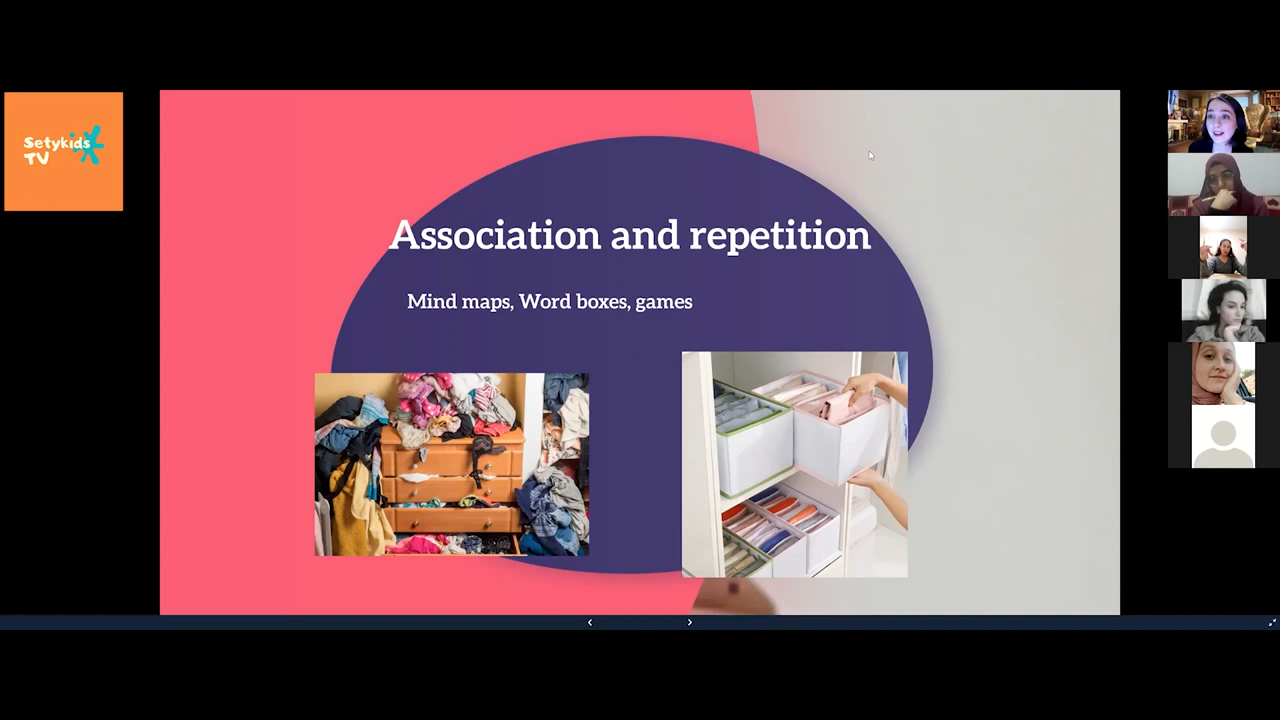 Setykids
TV
Association and repetition
Mind maps, Word boxes, games